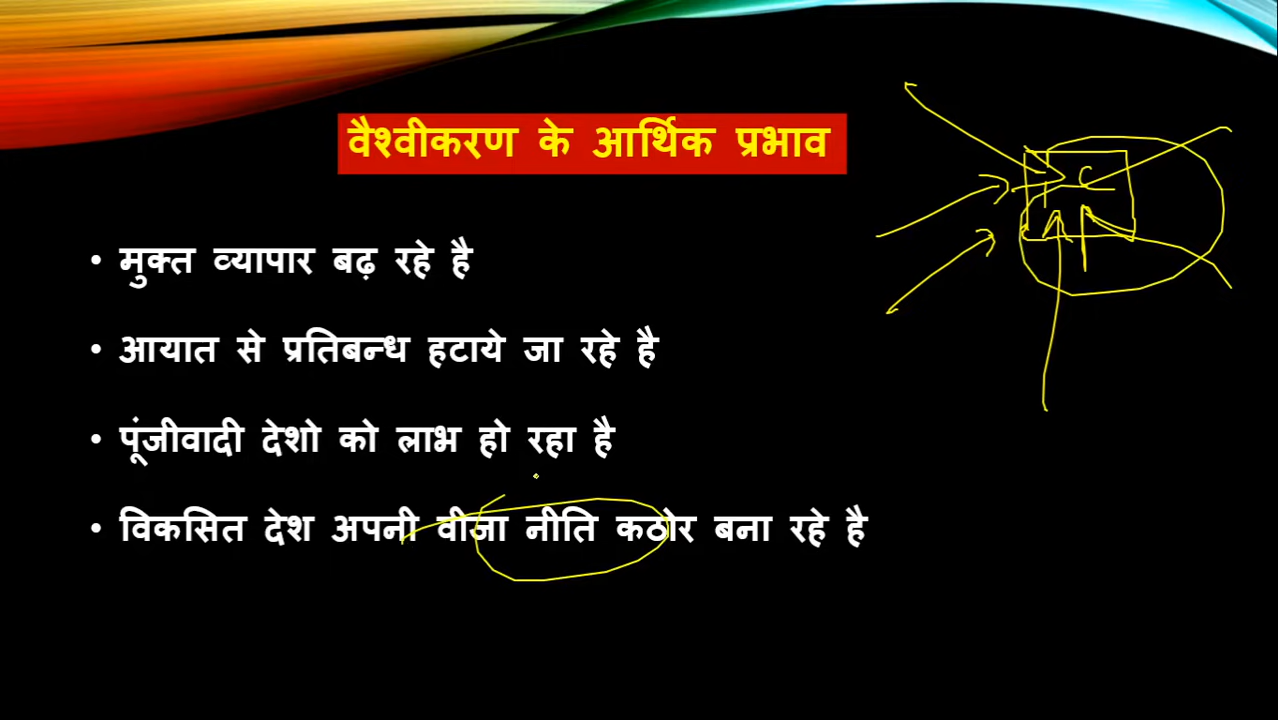 वैश्वीकरण के आर्थिक प्रभाव
• मुक्त व्यापार बढ़ रहे है
• आयात से प्रतिबन्ध हटाये जा रहे है
• पूंजीवादी देशो को लाभ हो रहा है
• विकसित देश अपनी वीजा नीति कठोर बना रहे है
C